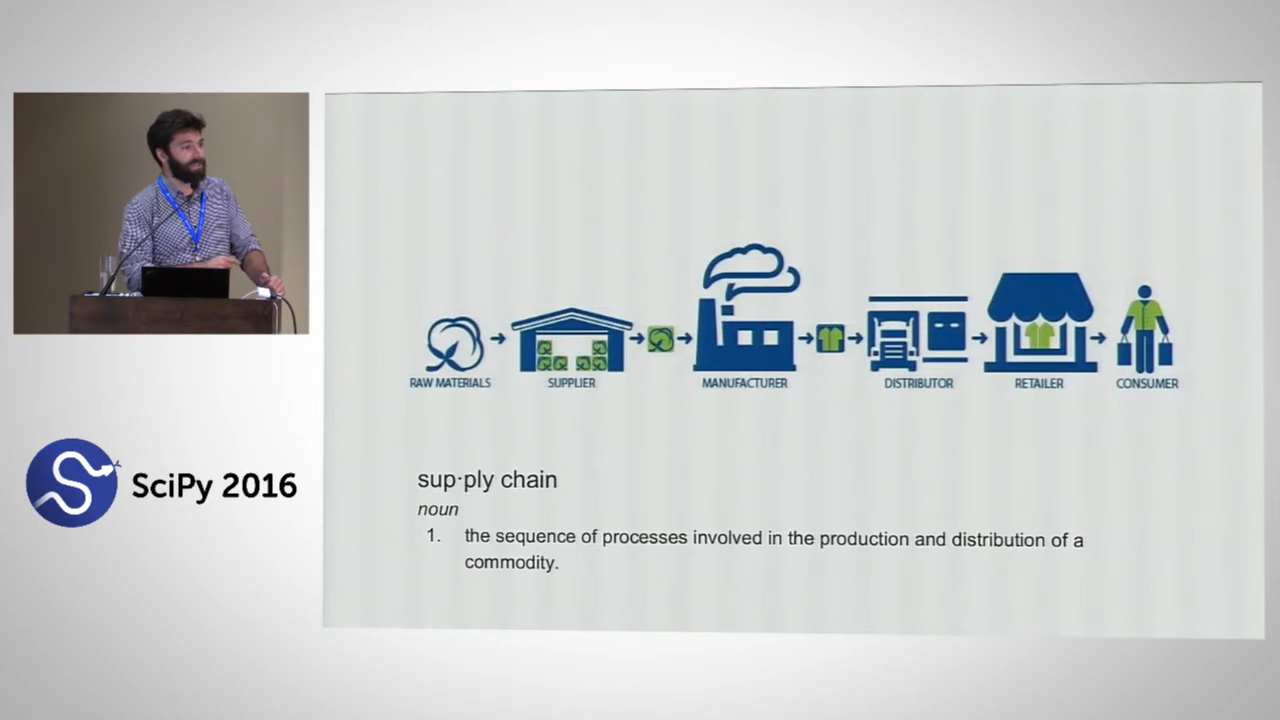 RAW MATERIALS
SUPPLIER
MANUFACTURER
DISTRIBUTOR
RETAILER
CONSUMER
SciPy 2016
sup·ply chain
noun
1. the sequence of processes involved in the production and distribution of a
commodity.